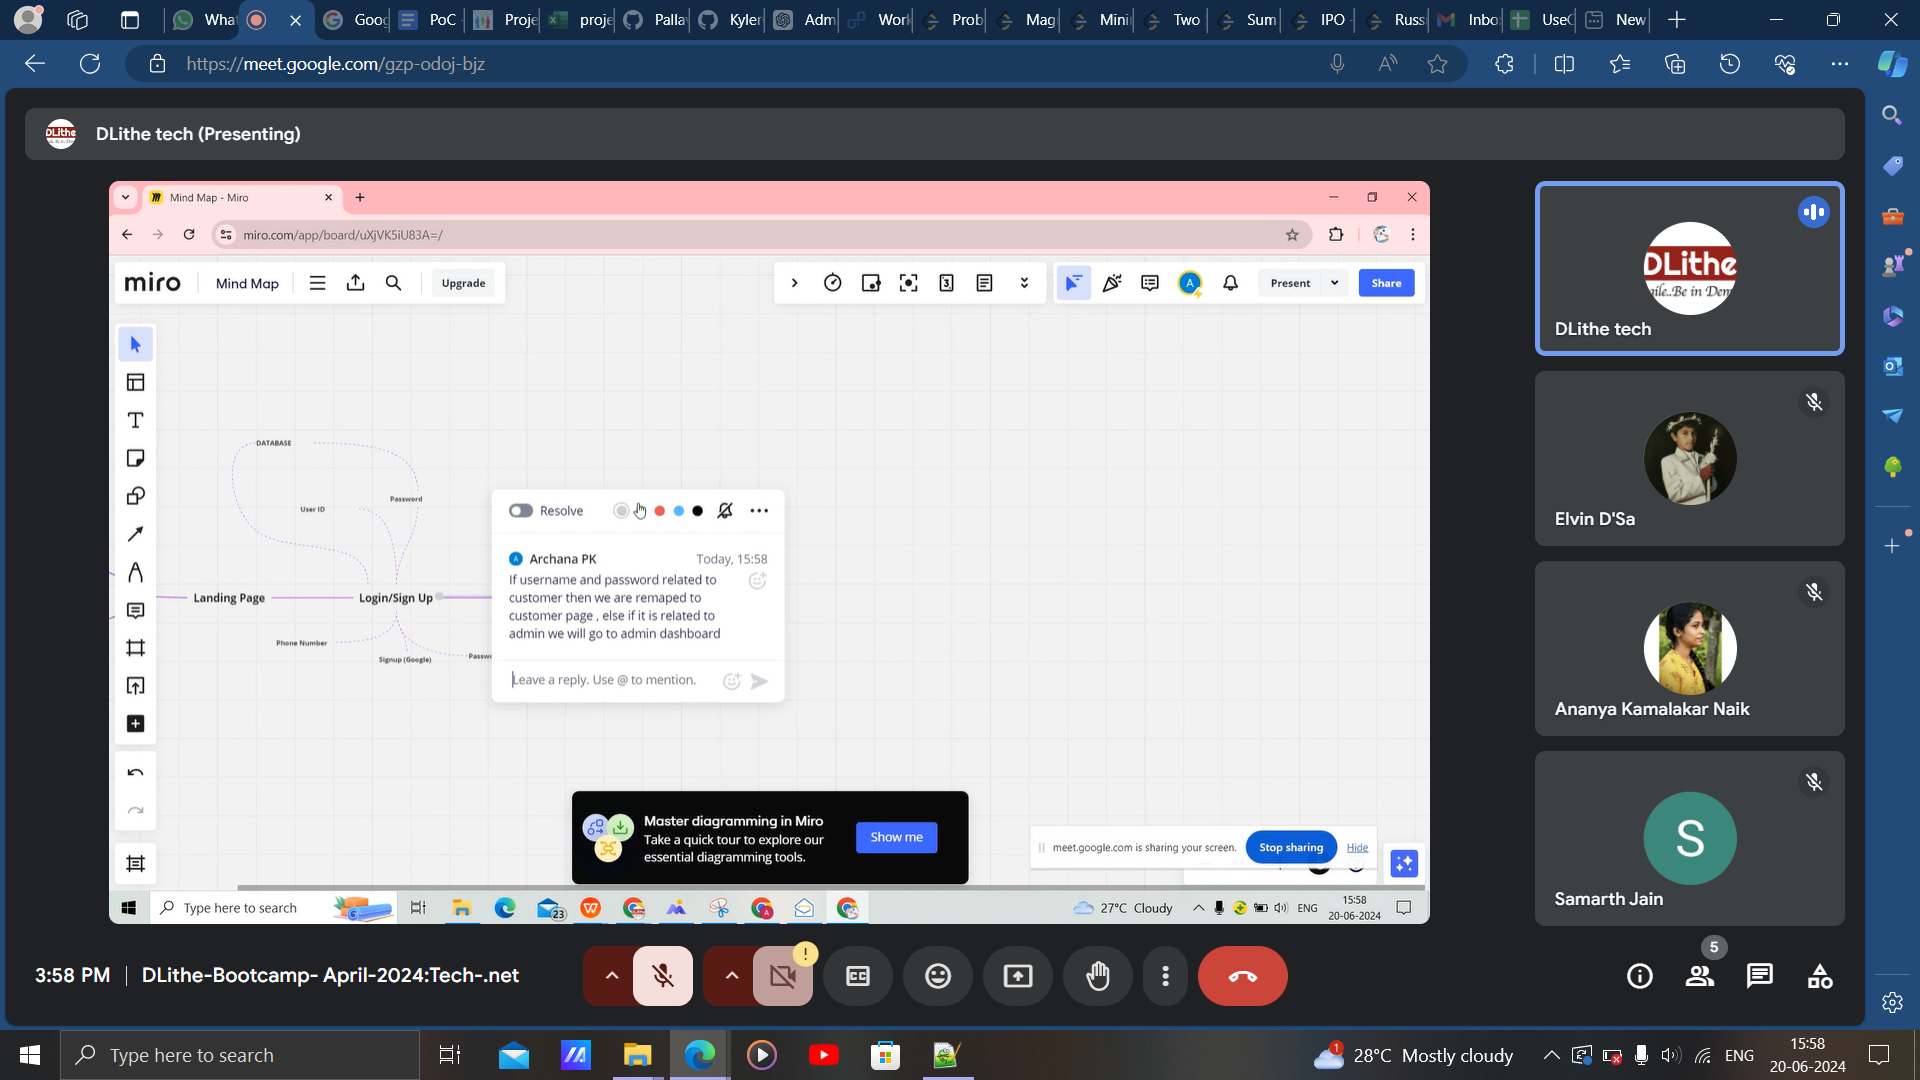 What
Goog
PoC
Proje
proje
Palla
Kyler
Adm
Work
Prob
Mag
Mini
Two
Sum
IPO -
Russ
Inbo
UseC
New
https://meet.google.com/gzp-odoj-bjz
DLithe tech (Presenting)
Mind Map - Miro
miro.com/app/board/uXjVK5iU83A=/
miro
Mind Map
Upgrade
3
A
Present
Share
DATABASE
Password
User ID
Landing Page
Login/Sign Up
Phone Number
Signup (Google)
Passwo
Resolve
A Archana PK
Today, 15:58
If username and password related to
customer then we are remaped to
customer page , else if it is related to
admin we will go to admin dashboard
Leave a reply. Use @ to mention.
Master diagramming in Miro
Take a quick tour to explore our
essential diagramming tools.
Show me
meet.google.com is sharing your screen.
Stop sharing
Hide
Type here to search
23
27°C Cloudy
ENG
15:58
20-06-2024
DLithe
DLithe tech
Elvin D'Sa
Ananya Kamalakar Naik
S
Samarth Jain
3:58 PM
DLithe-Bootcamp- April-2024:Tech-.net
!
5
Type here to search
1
28°C Mostly cloudy
ENG
15:58
20-06-2024